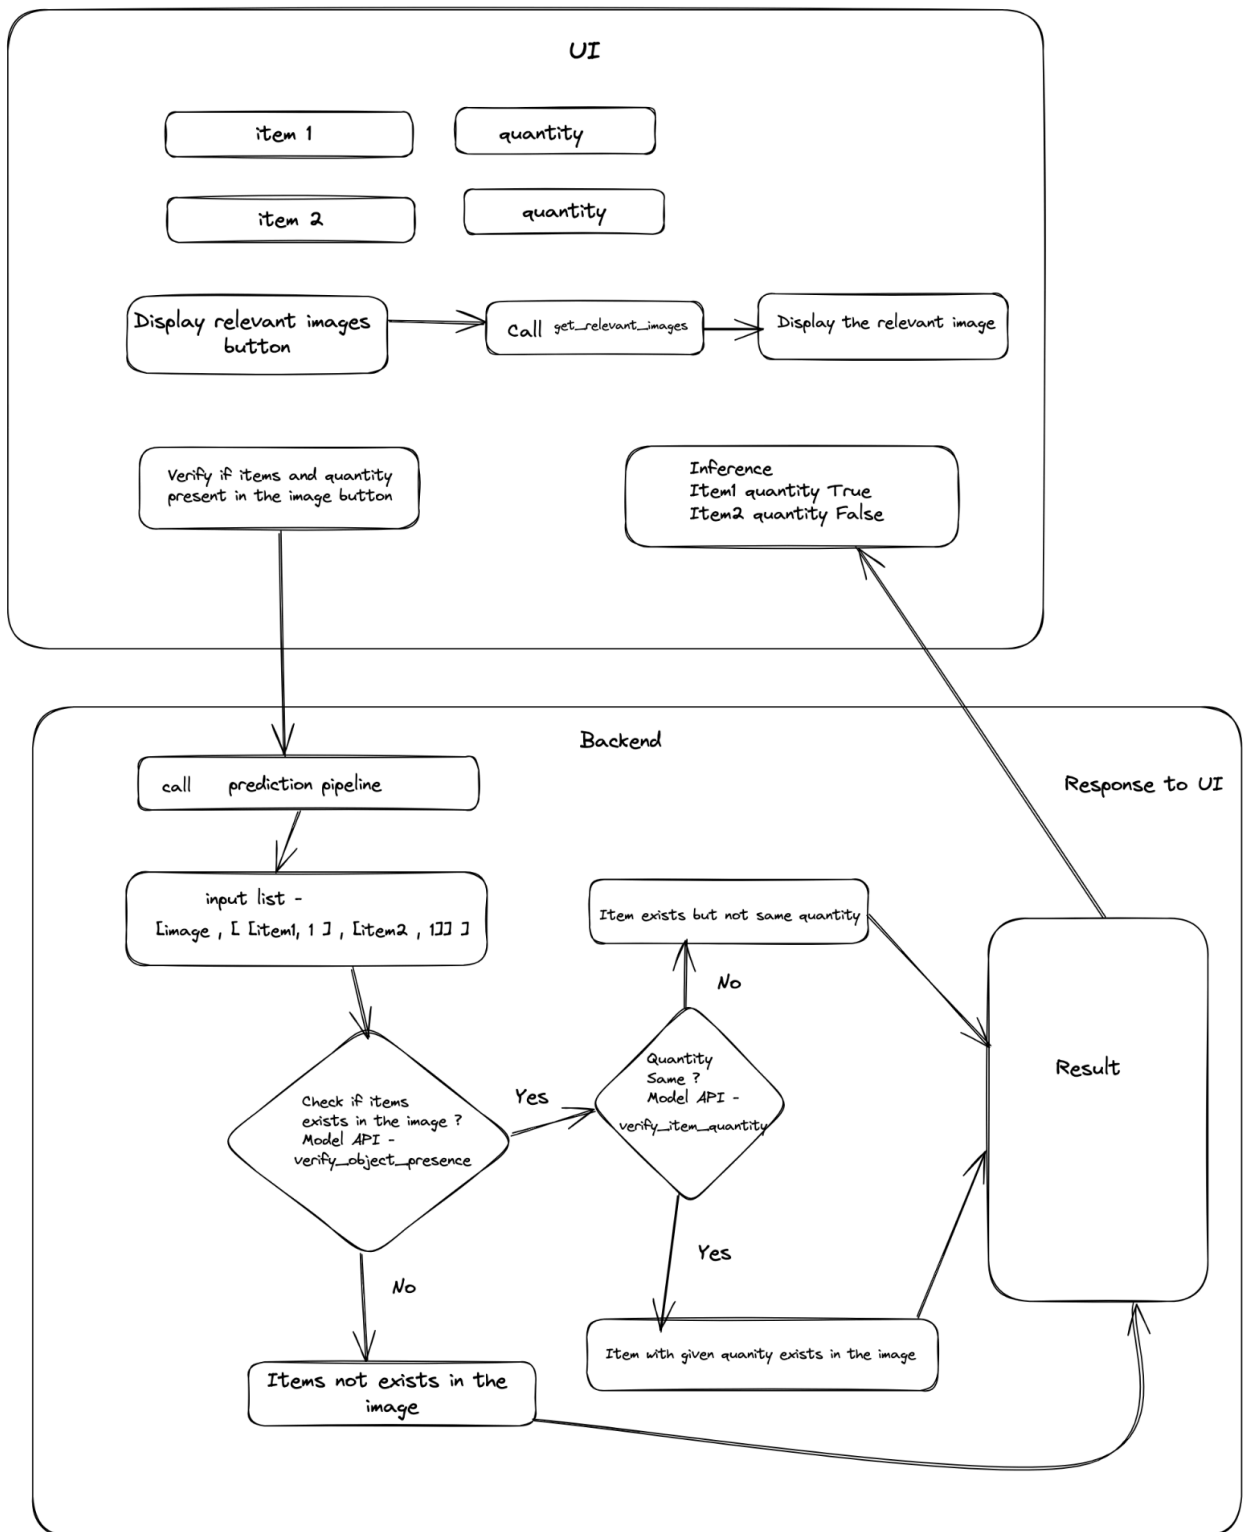 UI
item 1
quantity
item 2
quantity
Display relevant images
button
Call get_relevant_images
Display the relevant image
Verify if items and quantity
present in the image button
Inference
Item1 quantity True
Item2 quantity False
Backend
call prediction pipeline
Response to UI
input list -
[image , [ [item1, 1 ] , [item2 , 1]] ]
Item exists but not same quantity
No
Quantity
Same ?
Model API -
verify_item_quantity
Yes
Check if items
exists in the image ?
Model API -
verify_object_presence
Result
Yes
No
Item with given quanity exists in the image
Items not exists in the
image